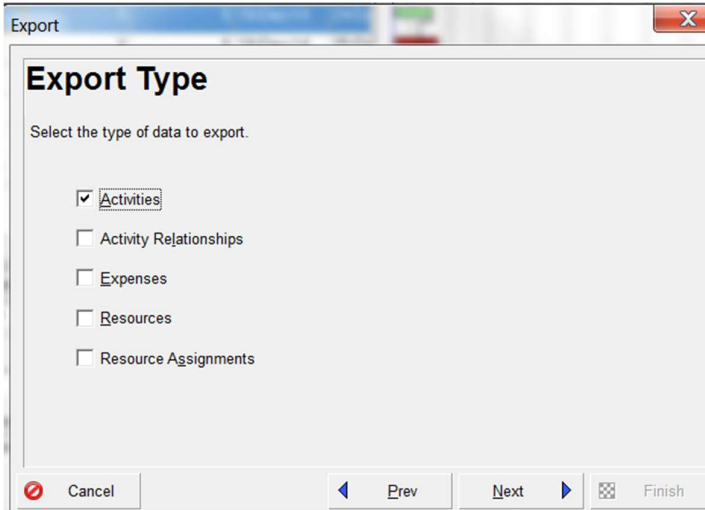 Export
Export Type
Select the type of data to export.
Activities
Activity Relationships
Expenses
Resources
Resource Assignments
Cancel Prev Next Finish